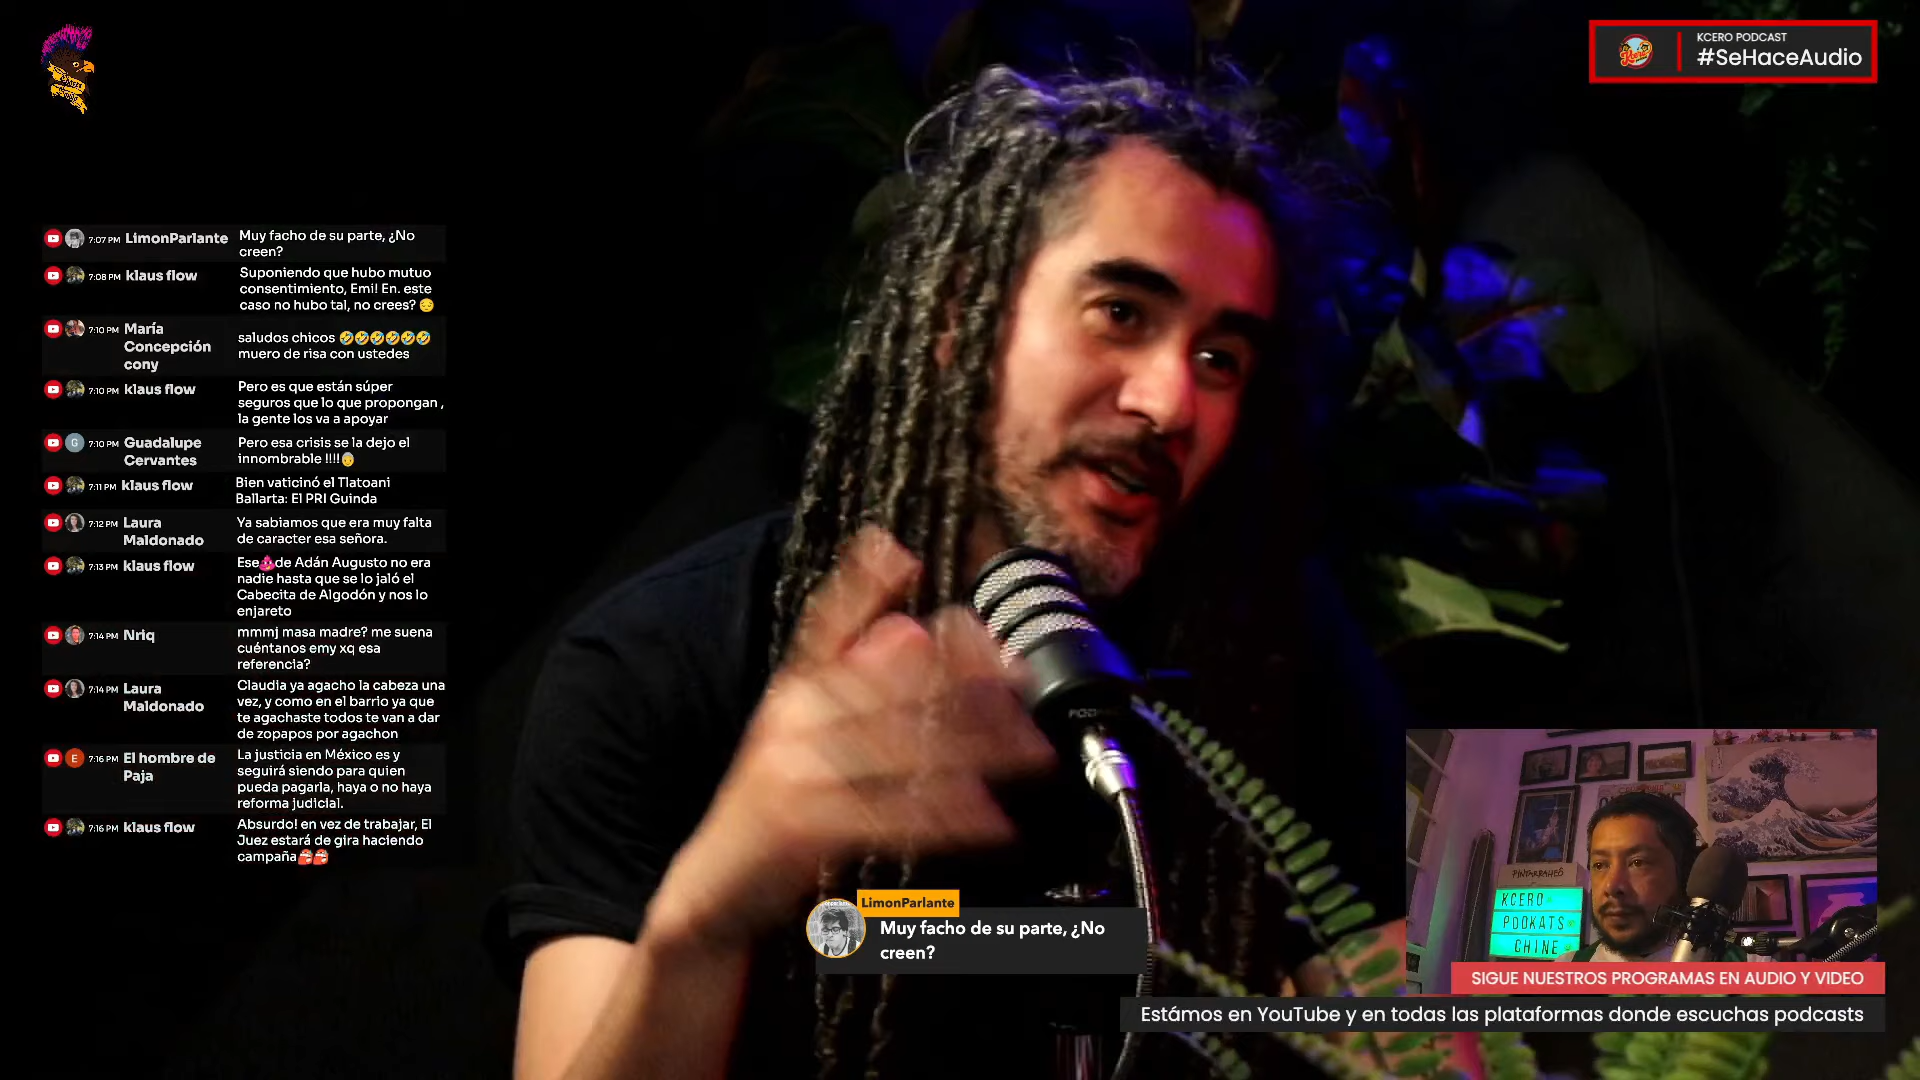 KCERO PODCAST
#SeHaceAudio
7:07 PM LimonParlante Muy facho de su parte, ¿No
creen?
7:08 PM klaus flow Suponiendo que hubo mutuo
consentimiento, Emi! En. este
caso no hubo tal, no crees? 😔
7:10 PM María
Concepción
cony
saludos chicos 🤣🤣🤣🤣🤣🤣
muero de risa con ustedes
7:10 PM klaus flow Pero es que están súper
seguros que lo que propongan ,
la gente los va a apoyar
7:10 PM Guadalupe
Cervantes
Pero esa crisis se la dejo el
innombrable !!!!👵
7:11 PM klaus flow Bien vaticinó el Tlatoani
Ballarta: El PRI Guinda
7:12 PM Laura
Maldonado
Ya sabiamos que era muy falta
de caracter esa señora.
7:13 PM klaus flow Ese de Adán Augusto no era
nadie hasta que se lo jaló el
Cabecita de Algodón y nos lo
enjareto
7:14 PM Nriq mmmj masa madre? me suena
cuéntanos emy xq esa
referencia?
7:14 PM Laura
Maldonado
Claudia ya agacho la cabeza una
vez, y como en el barrio ya que
te agachaste todos te van a dar
de zopapos por agachon
E 7:16 PM El hombre de
Paja
La justicia en México es y
seguirá siendo para quien
pueda pagarla, haya o no haya
reforma judicial.
7:16 PM klaus flow Absurdo! en vez de trabajar, El
Juez estará de gira haciendo
campaña
LimonParlante
Muy facho de su parte, ¿No
creen?
KCERO
PODKATS
CHINE
SIGUE NUESTROS PROGRAMAS EN AUDIO Y VIDEO
Estámos en YouTube y en todas las plataformas donde escuchas podcasts